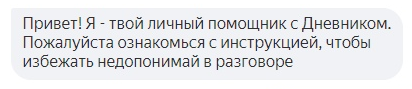 Привет! Я - твой личный помощник с Дневником.
Пожалуйста ознакомься с инструкцией, чтобы
избежать недопонимай в разговоре